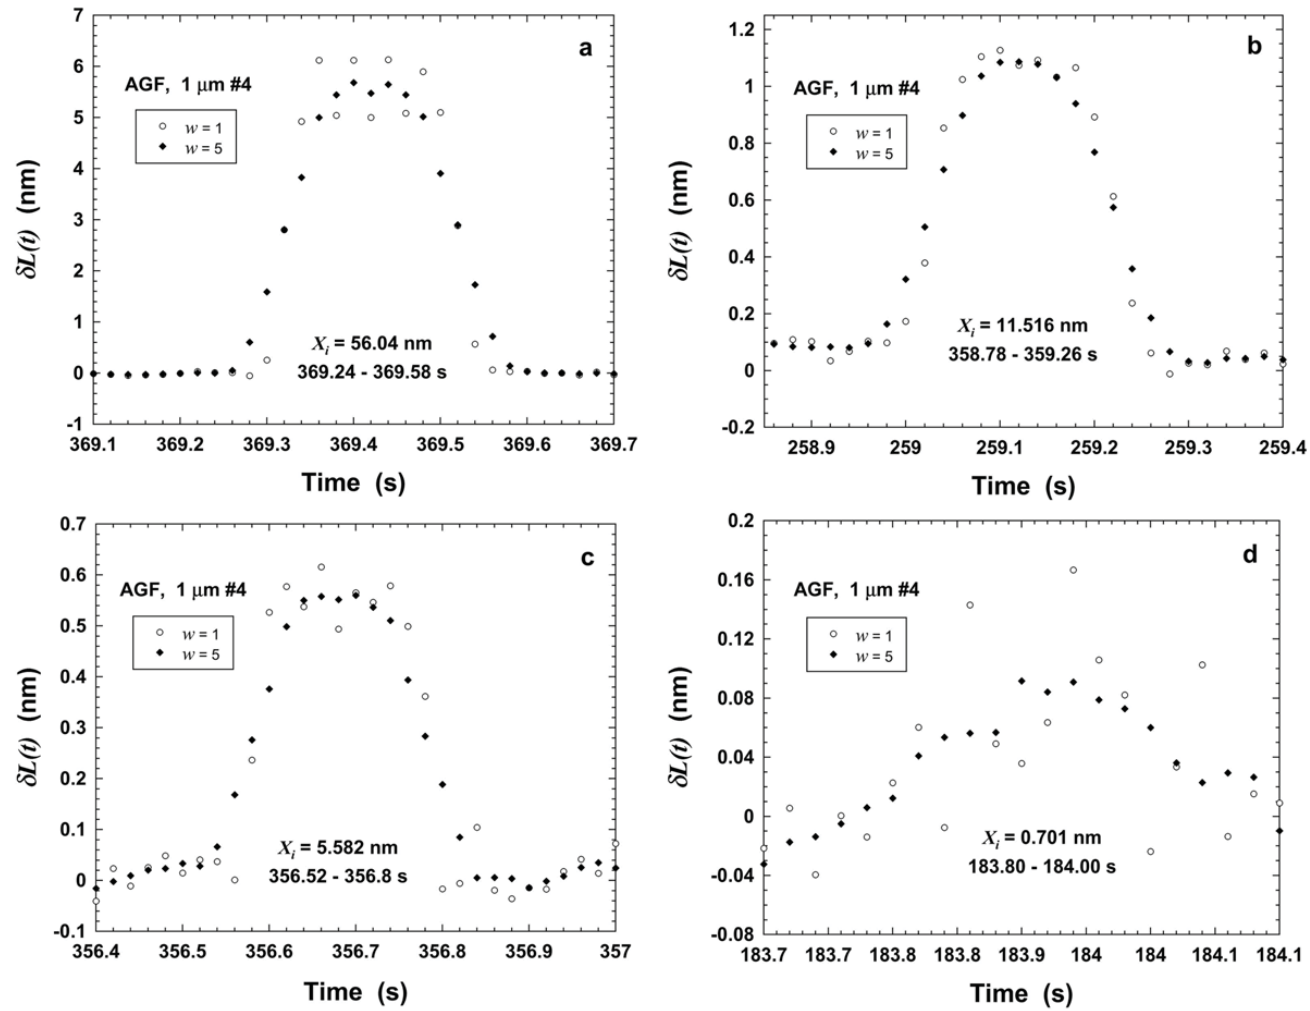 a
AGF, 1 μm #4
w = 1
w = 5
X_i = 56.04 nm
369.24 - 369.58 s
δL(t) (nm)
7
6
5
4
3
2
1
0
-1
369.1 369.2 369.3 369.4 369.5 369.6 369.7
Time (s)
b
AGF, 1 μm #4
w = 1
w = 5
X_i = 11.516 nm
358.78 - 359.26 s
δL(t) (nm)
1.2
1
0.8
0.6
0.4
0.2
0
-0.2
258.9 259 259.1 259.2 259.3 259.4
Time (s)
c
AGF, 1 μm #4
w = 1
w = 5
X_i = 5.582 nm
356.52 - 356.8 s
δL(t) (nm)
0.7
0.6
0.5
0.4
0.3
0.2
0.1
0
-0.1
356.4 356.5 356.6 356.7 356.8 356.9 357
Time (s)
d
AGF, 1 μm #4
w = 1
w = 5
X_i = 0.701 nm
183.80 - 184.00 s
δL(t) (nm)
0.2
0.16
0.12
0.08
0.04
0
-0.04
-0.08
183.7 183.7 183.8 183.8 183.9 184 184 184.1 184.1
Time (s)